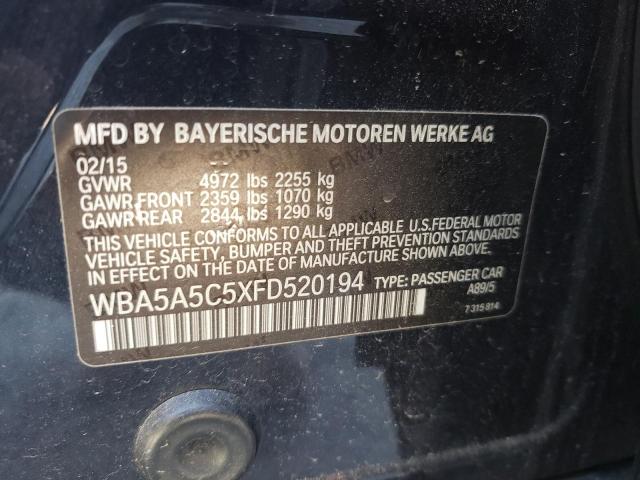 MFD BY BAYERISCHE MOTOREN WERKE AG
02/15
GVWR 4972 lbs 2255 kg
GAWR FRONT 2359 lbs 1070 kg
GAWR REAR 2844 lbs 1290 kg
THIS VEHICLE CONFORMS TO ALL APPLICABLE U.S.FEDERAL MOTOR
VEHICLE SAFETY, BUMPER AND THEFT PREVENTION STANDARDS
IN EFFECT ON THE DATE OF MANUFACTURE SHOWN ABOVE.
WBA5A5C5XFD520194 TYPE: PASSENGER CAR
A89/5
7 315 814